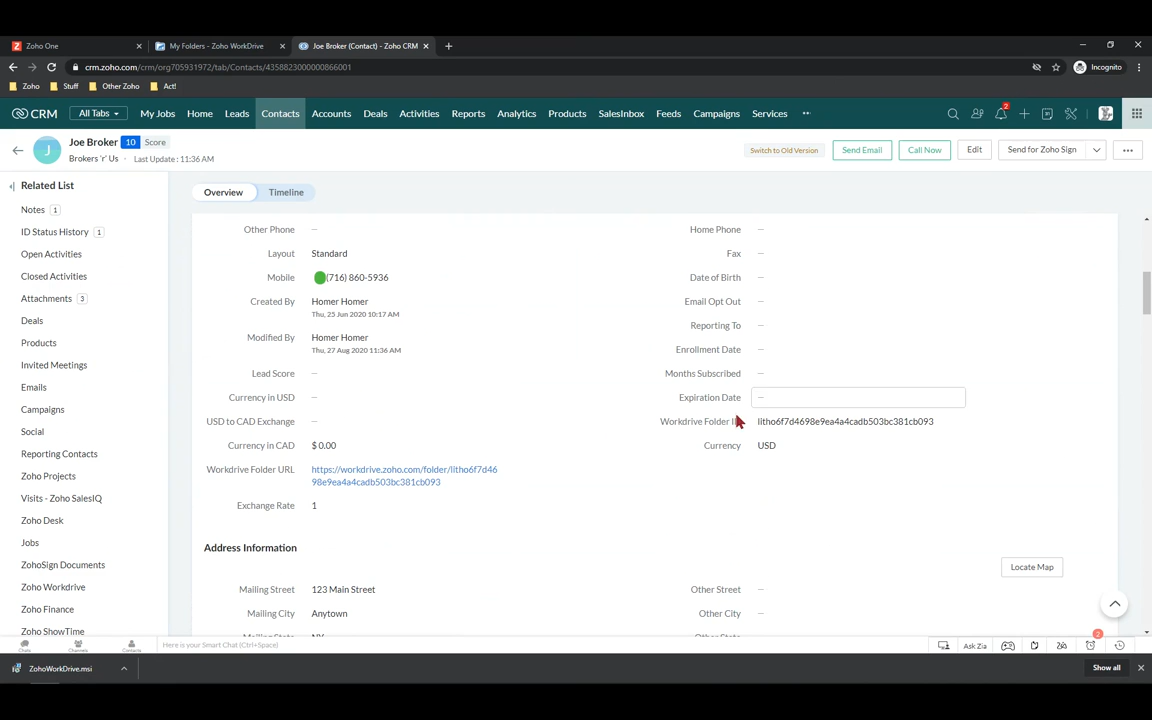 Zoho One
My Folders - Zoho WorkDrive
Joe Broker (Contact) - Zoho CRM
crm.zoho.com/crm/org705931972/tab/Contacts/4358823000000866001
Incognito
Zoho
Stuff
Other Zoho
Act!
CRM
All Tabs
My Jobs
Home
Leads
Contacts
Accounts
Deals
Activities
Reports
Analytics
Products
SalesInbox
Feeds
Campaigns
Services
2
Joe Broker 10 Score
Brokers 'r' Us · Last Update : 11:36 AM
Switch to Old Version
Send Email
Call Now
Edit
Send for Zoho Sign
Related List
Notes 1
ID Status History 1
Open Activities
Closed Activities
Attachments 3
Deals
Products
Invited Meetings
Emails
Campaigns
Social
Reporting Contacts
Zoho Projects
Visits - Zoho SalesIQ
Zoho Desk
Jobs
ZohoSign Documents
Zoho Workdrive
Zoho Finance
Zoho ShowTime
Overview
Timeline
Other Phone —
Layout Standard
Mobile (716) 860-5936
Created By Homer Homer
Thu, 25 Jun 2020 10:17 AM
Modified By Homer Homer
Thu, 27 Aug 2020 11:36 AM
Lead Score —
Currency in USD —
USD to CAD Exchange —
Currency in CAD $ 0.00
Workdrive Folder URL https://workdrive.zoho.com/folder/litho6f7d46
98e9ea4a4cadb503bc381cb093
Exchange Rate 1
Home Phone —
Fax —
Date of Birth —
Email Opt Out —
Reporting To —
Enrollment Date —
Months Subscribed —
Expiration Date —
Workdrive Folder litho6f7d4698e9ea4a4cadb503bc381cb093
Currency USD
Address Information
Locate Map
Mailing Street 123 Main Street
Mailing City Anytown
Mailing State NY
Other Street —
Other City —
Other State
Chats
Channels
Contacts
Here is your Smart Chat (Ctrl+Space)
Ask Zia
2
ZohoWorkDrive.msi
Show all